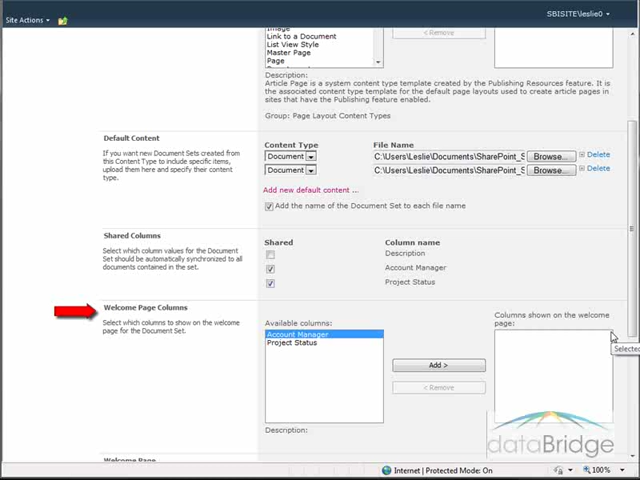 SBISITE\leslie0
Site Actions
Image
Link to a Document
List View Style
Master Page
Page
< Remove
Description:
Article Page is a system content type template created by the Publishing Resources feature. It is
the associated content type template for the default page layouts used to create article pages in
sites that have the Publishing feature enabled.
Group: Page Layout Content Types
Default Content
If you want new Document Sets created from
this Content Type to include specific items,
upload them here and specify their content
type.
Content Type File Name
Document C:\Users\Leslie\Documents\SharePoint_S Browse... Delete
Document C:\Users\Leslie\Documents\SharePoint_S Browse... Delete
Add new default content ...
Add the name of the Document Set to each file name
Shared Columns
Select which column values for the Document
Set should be automatically synchronized to all
documents contained in the set.
Shared Column name
Description
Account Manager
Project Status
Welcome Page Columns
Select which columns to show on the welcome
page for the Document Set.
Available columns:
Account Manager
Project Status
Add >
< Remove
Columns shown on the welcome
page:
Selected
Description:
dataBridge
Welcome Page
Internet | Protected Mode: On
100%